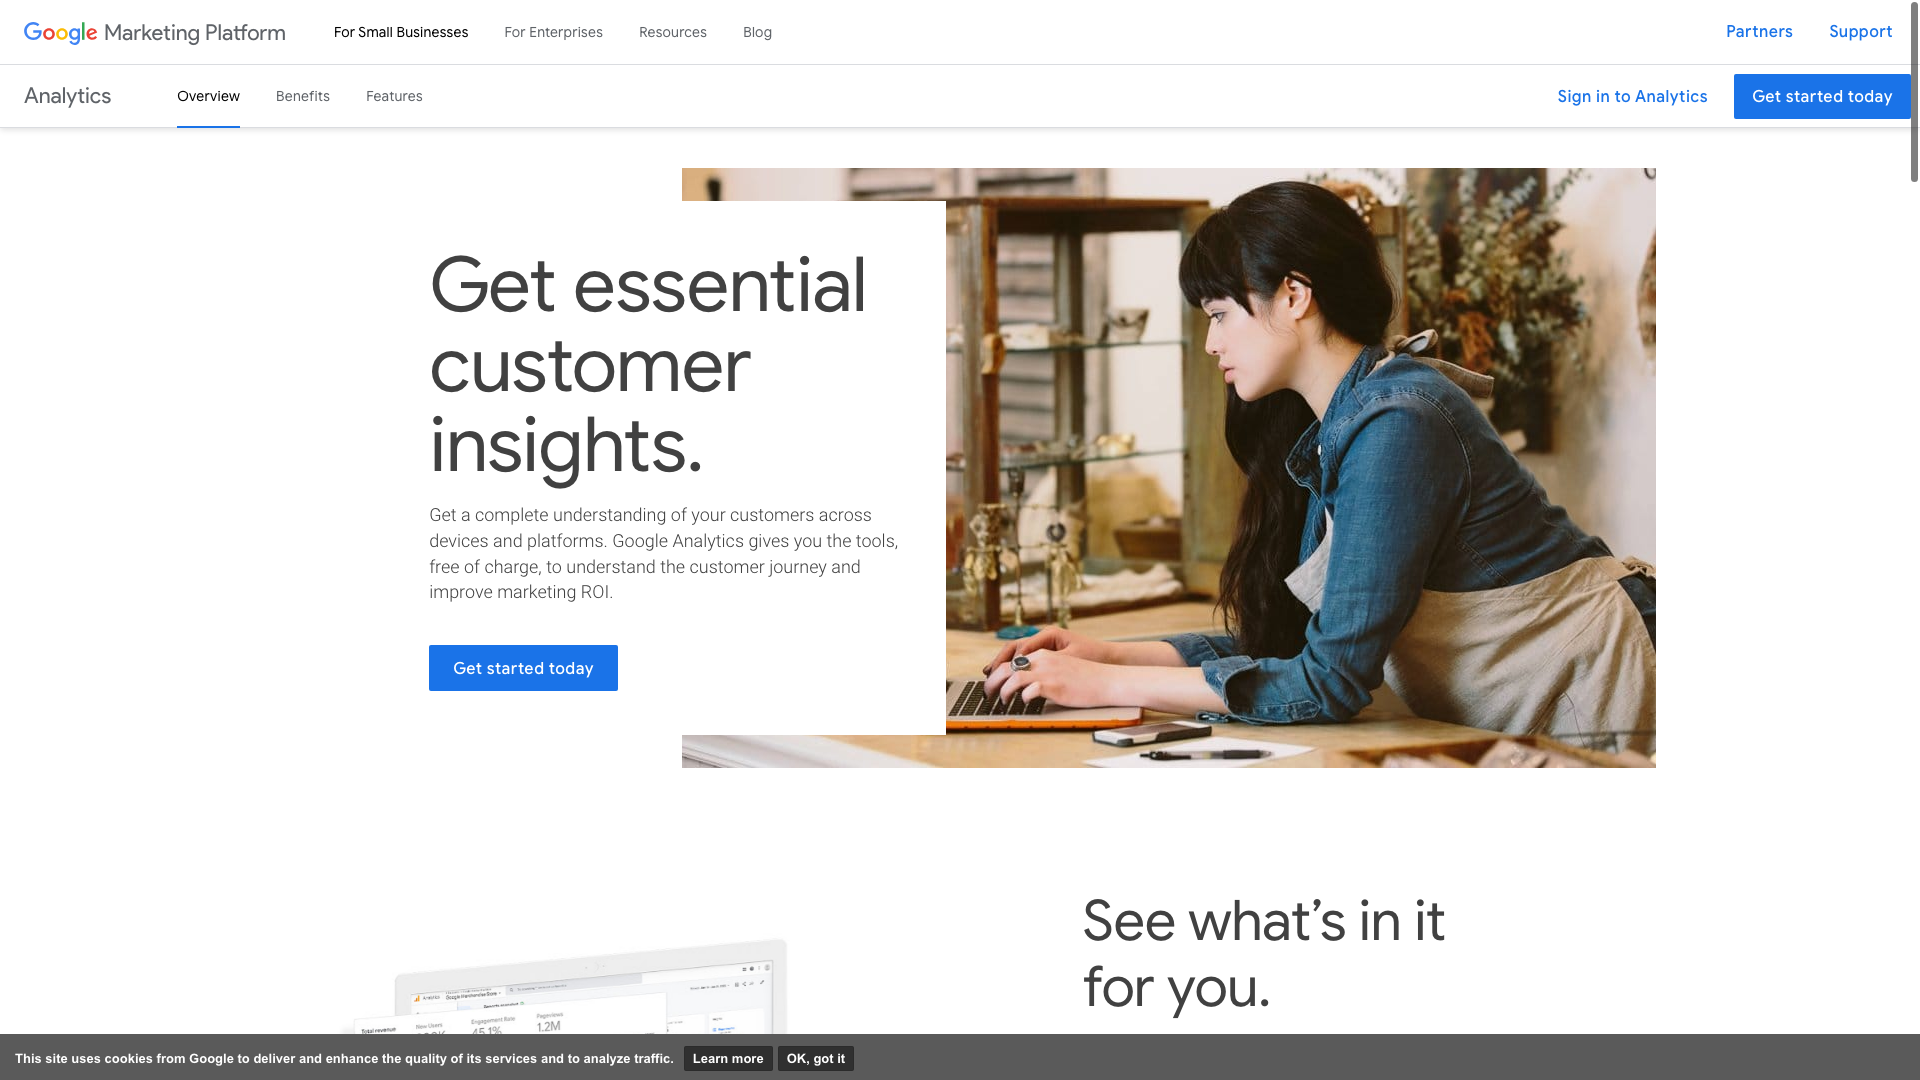 Google Marketing Platform
For Small Businesses
For Enterprises
Resources
Blog
Partners
Support
Analytics
Overview
Benefits
Features
Sign in to Analytics
Get started today
Get essential
customer
insights.
Get a complete understanding of your customers across
devices and platforms. Google Analytics gives you the tools,
free of charge, to understand the customer journey and
improve marketing ROI.
Get started today
See what’s in it
for you.
Analytics
Google Merchandise Store
Total revenue
New Users
Engagement Rate
45.1%
Pageviews
1.2M
This site uses cookies from Google to deliver and enhance the quality of its services and to analyze traffic.
Learn more
OK, got it